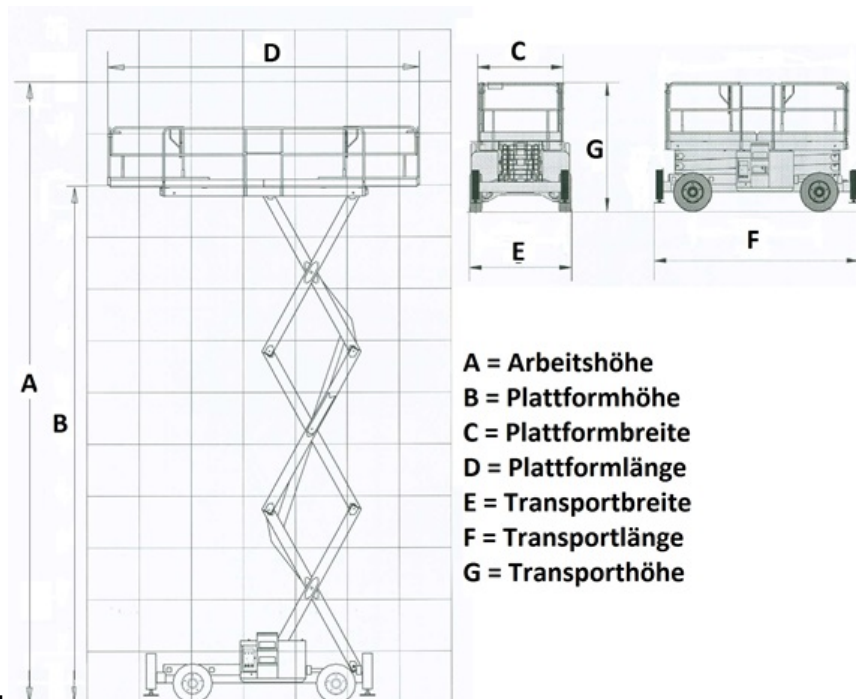 D
C
G
F
E
A
B
A = Arbeitshöhe
B = Plattformhöhe
C = Plattformbreite
D = Plattformlänge
E = Transportbreite
F = Transportlänge
G = Transporthöhe